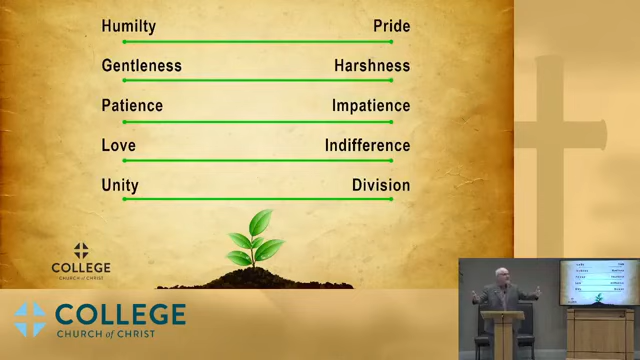 Humilty Pride
Gentleness Harshness
Patience Impatience
Love Indifference
Unity Division
COLLEGE
CHURCH of CHRIST
COLLEGE
CHURCH of CHRIST